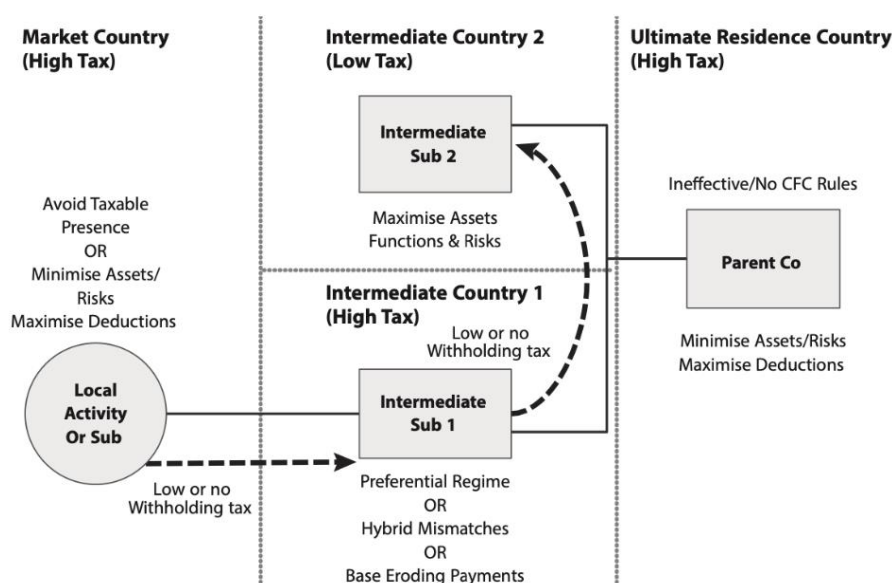 Market Country
(High Tax)
Intermediate Country 2
(Low Tax)
Ultimate Residence Country
(High Tax)
Intermediate
Sub 2
Maximise Assets
Functions & Risks
Ineffective/No CFC Rules
Parent Co
Minimise Assets/Risks
Maximise Deductions
Avoid Taxable
Presence
OR
Minimise Assets/
Risks
Maximise Deductions
Local
Activity
Or Sub
Low or no
Withholding tax
Intermediate Country 1
(High Tax)
Low or no
Withholding tax
Intermediate
Sub 1
Preferential Regime
OR
Hybrid Mismatches
OR
Base Eroding Payments